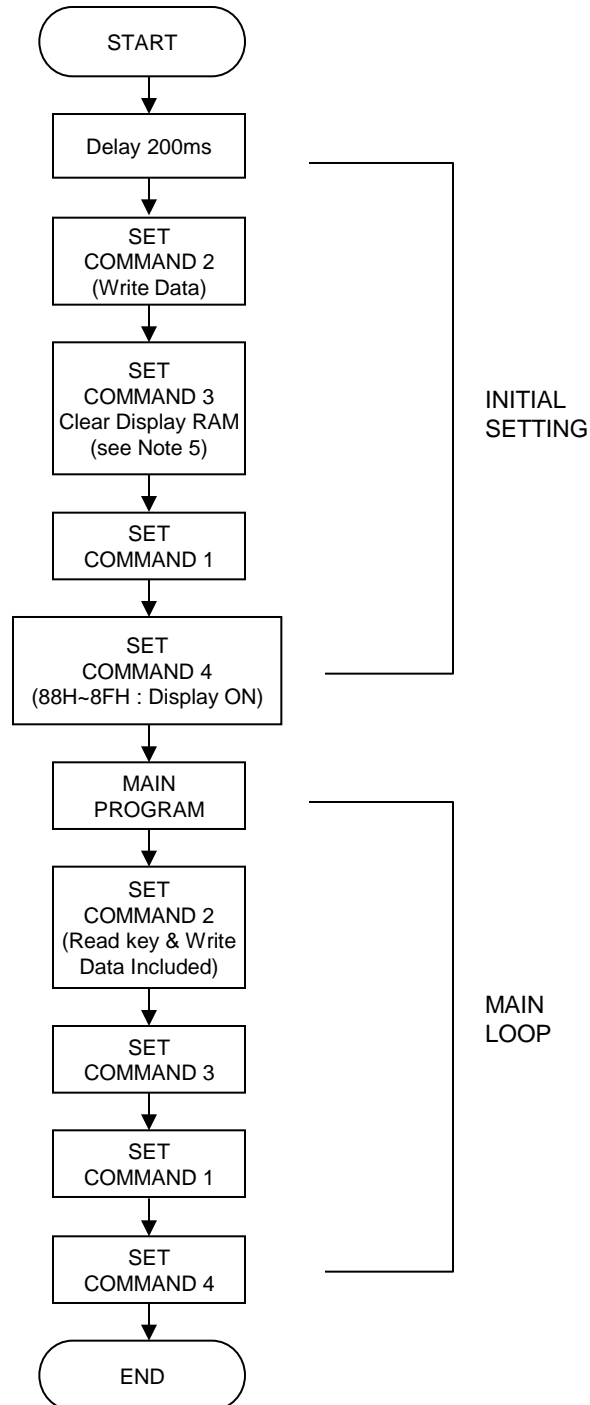 START
Delay 200ms
SET
COMMAND 2
(Write Data)
SET
COMMAND 3
Clear Display RAM
(see Note 5)
SET
COMMAND 1
SET
COMMAND 4
(88H~8FH : Display ON)
INITIAL
SETTING
MAIN
PROGRAM
SET
COMMAND 2
(Read key & Write
Data Included)
SET
COMMAND 3
SET
COMMAND 1
SET
COMMAND 4
MAIN
LOOP
END